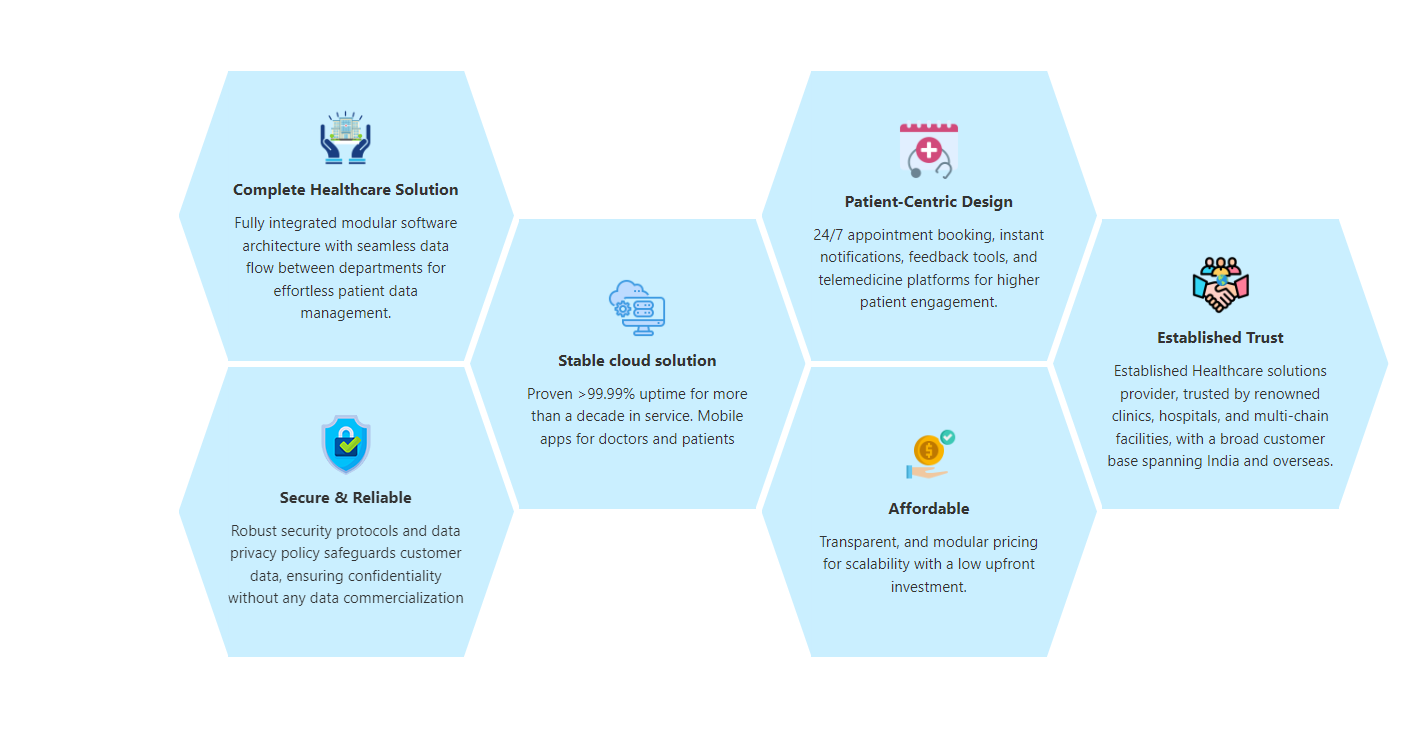 Complete Healthcare Solution
Fully integrated modular software
architecture with seamless data
flow between departments for
effortless patient data
management.
Secure & Reliable
Robust security protocols and data
privacy policy safeguards customer
data, ensuring confidentiality
without any data commercialization
Stable cloud solution
Proven >99.99% uptime for more
than a decade in service. Mobile
apps for doctors and patients
Patient-Centric Design
24/7 appointment booking, instant
notifications, feedback tools, and
telemedicine platforms for higher
patient engagement.
Affordable
Transparent, and modular pricing
for scalability with a low upfront
investment.
Established Trust
Established Healthcare solutions
provider, trusted by renowned
clinics, hospitals, and multi-chain
facilities, with a broad customer
base spanning India and overseas.